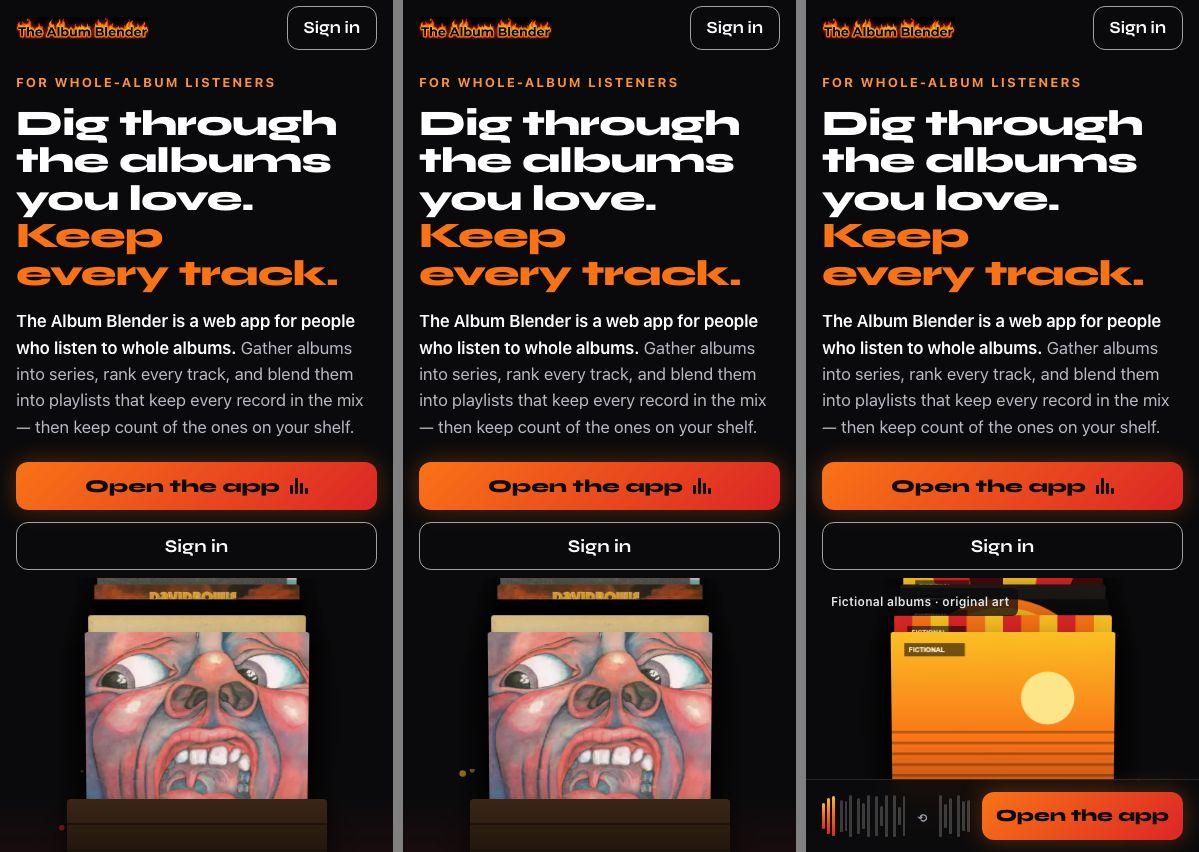 The Album Blender
Sign in
FOR WHOLE-ALBUM LISTENERS
Dig through
the albums
you love.
Keep
every track.
The Album Blender is a web app for people
who listen to whole albums. Gather albums
into series, rank every track, and blend them
into playlists that keep every record in the mix
— then keep count of the ones on your shelf.
Open the app
Sign in
DAVIDBOWIE
The Album Blender
Sign in
FOR WHOLE-ALBUM LISTENERS
Dig through
the albums
you love.
Keep
every track.
The Album Blender is a web app for people
who listen to whole albums. Gather albums
into series, rank every track, and blend them
into playlists that keep every record in the mix
— then keep count of the ones on your shelf.
Open the app
Sign in
DAVIDBOWIE
The Album Blender
Sign in
FOR WHOLE-ALBUM LISTENERS
Dig through
the albums
you love.
Keep
every track.
The Album Blender is a web app for people
who listen to whole albums. Gather albums
into series, rank every track, and blend them
into playlists that keep every record in the mix
— then keep count of the ones on your shelf.
Open the app
Sign in
Fictional albums · original art
FICTIONAL
FICTIONAL
Open the app